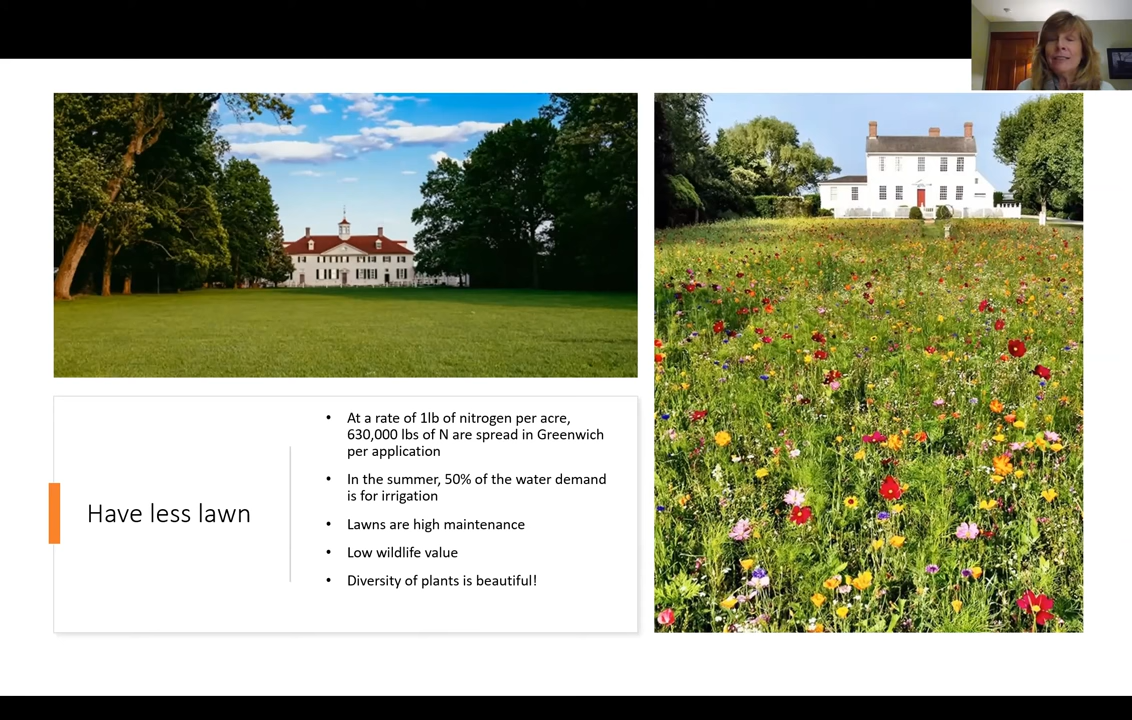 Have less lawn
• At a rate of 1lb of nitrogen per acre,
630,000 lbs of N are spread in Greenwich
per application
• In the summer, 50% of the water demand
is for irrigation
• Lawns are high maintenance
• Low wildlife value
• Diversity of plants is beautiful!